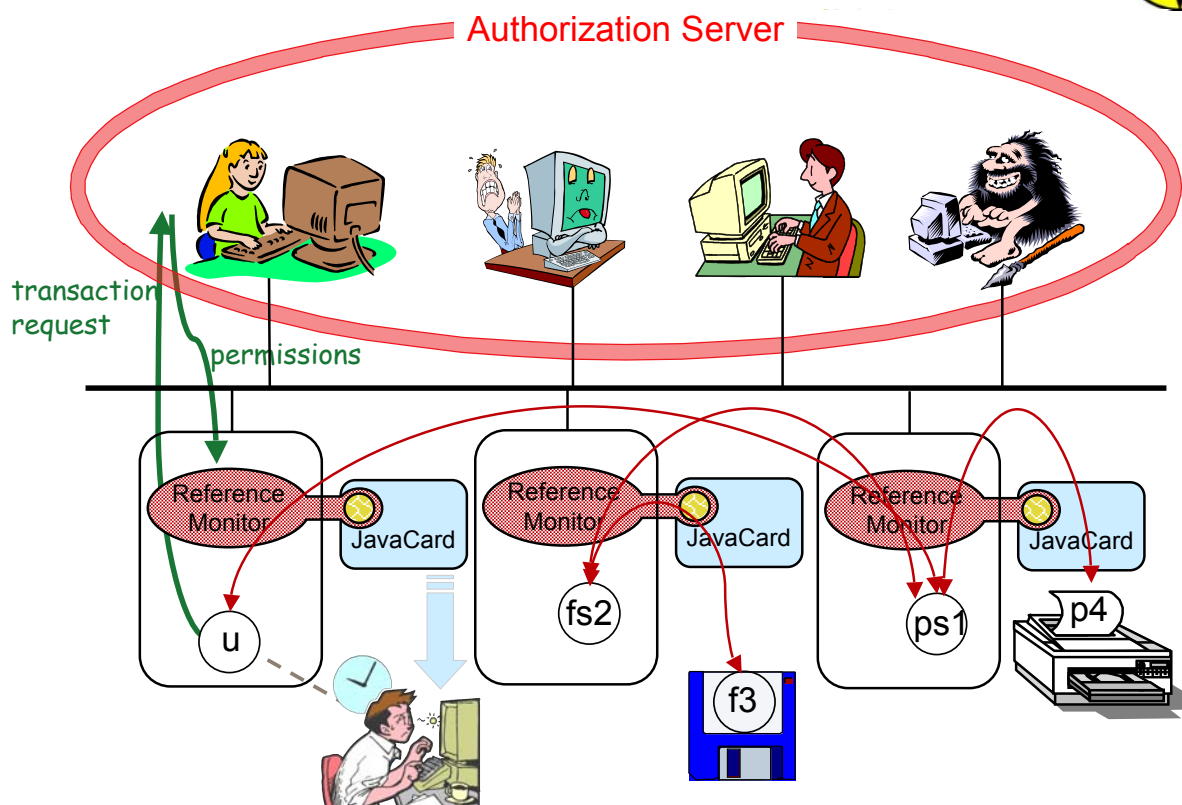 Authorization Server
transaction
request
permissions
Reference
Monitor
JavaCard
Reference
Monitor
JavaCard
Reference
Monitor
JavaCard
u
fs2
ps1
p4
f3